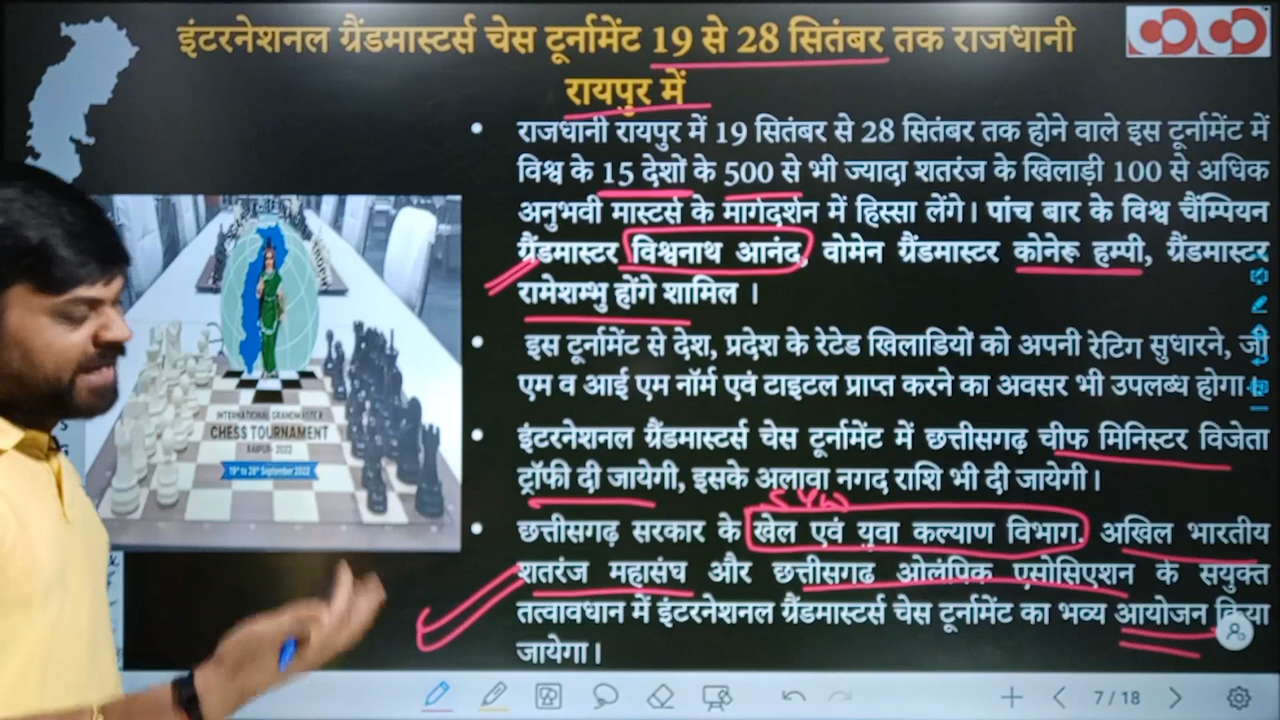 इंटरनेशनल ग्रैंडमास्टर्स चेस टूर्नामेंट 19 से 28 सितंबर तक राजधानी
रायपुर में
• राजधानी रायपुर में 19 सितंबर से 28 सितंबर तक होने वाले इस टूर्नामेंट में
विश्व के 15 देशों के 500 से भी ज्यादा शतरंज के खिलाड़ी 100 से अधिक
अनुभवी मास्टर्स के मार्गदर्शन में हिस्सा लेंगे। पांच बार के विश्व चैंम्पियन
ग्रैंडमास्टर विश्वनाथ आनंद, वोमेन ग्रैंडमास्टर कोनेरू हम्पी, ग्रैंडमास्टर
रामेशम्भु होंगे शामिल ।
• इस टूर्नामेंट से देश, प्रदेश के रेटेड खिलाडियों को अपनी रेटिग सुधारने, जी
एम व आई एम नॉर्म एवं टाइटल प्राप्त करने का अवसर भी उपलब्ध होगा।
• इंटरनेशनल ग्रैंडमास्टर्स चेस टूर्नामेंट में छत्तीसगढ़ चीफ मिनिस्टर विजेता
ट्रॉफी दी जायेगी, इसके अलावा नगद राशि भी दी जायेगी।
• छत्तीसगढ़ सरकार के खेल एवं युवा कल्याण विभाग. अखिल भारतीय
शतरंज महासंघ और छत्तीसगढ ओलंपिक एसोसिएशन के सयुक्त
तत्वावधान में इंटरनेशनल ग्रैंडमास्टर्स चेस टूर्नामेंट का भव्य आयोजन किया
जायेगा।
INTERNATIONAL GRANDMASTER
CHESS TOURNAMENT
RAIPUR-2022
19th to 28th September 2022
7 / 18